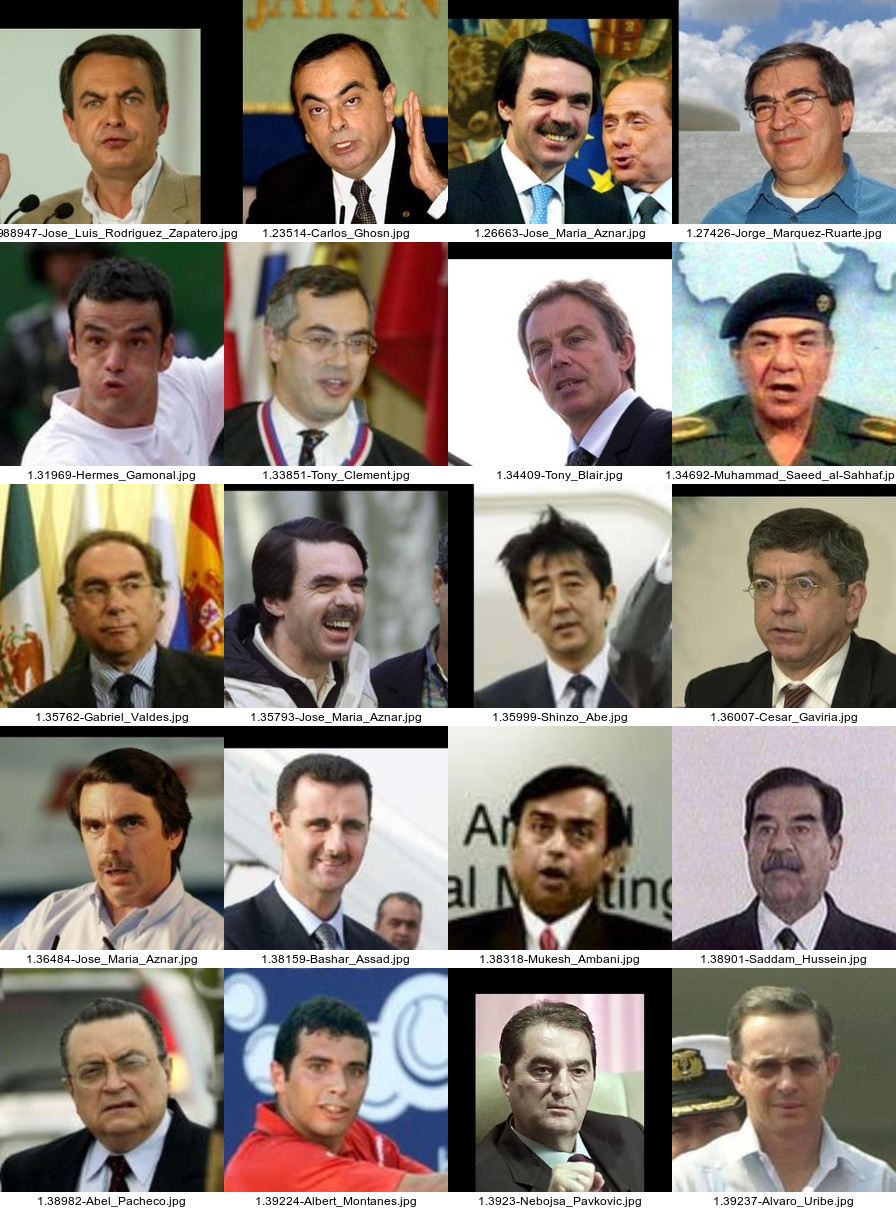 JAPAN
988947-Jose_Luis_Rodriguez_Zapatero.jpg
1.23514-Carlos_Ghosn.jpg
1.26663-Jose_Maria_Aznar.jpg
1.27426-Jorge_Marquez-Ruarte.jpg
1.31969-Hermes_Gamonal.jpg
1.33851-Tony_Clement.jpg
1.34409-Tony_Blair.jpg
1.34692-Muhammad_Saeed_al-Sahhaf.jp
1.35762-Gabriel_Valdes.jpg
1.35793-Jose_Maria_Aznar.jpg
1.35999-Shinzo_Abe.jpg
1.36007-Cesar_Gaviria.jpg
1.36484-Jose_Maria_Aznar.jpg
1.38159-Bashar_Assad.jpg
1.38318-Mukesh_Ambani.jpg
1.38901-Saddam_Hussein.jpg
1.38982-Abel_Pacheco.jpg
1.39224-Albert_Montanes.jpg
1.3923-Nebojsa_Pavkovic.jpg
1.39237-Alvaro_Uribe.jpg